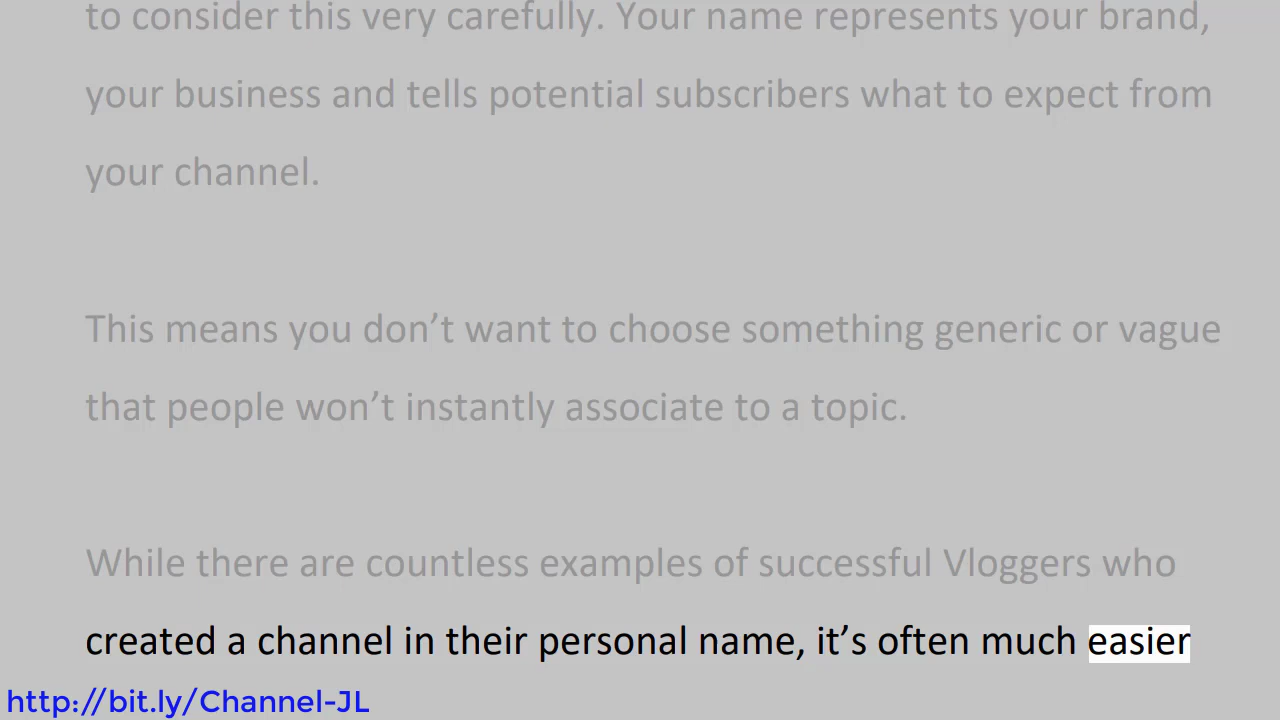 to consider this very carefully. Your name represents your brand,
your business and tells potential subscribers what to expect from
your channel.
This means you don’t want to choose something generic or vague
that people won’t instantly associate to a topic.
While there are countless examples of successful Vloggers who
created a channel in their personal name, it’s often much easier
http://bit.ly/Channel-JL